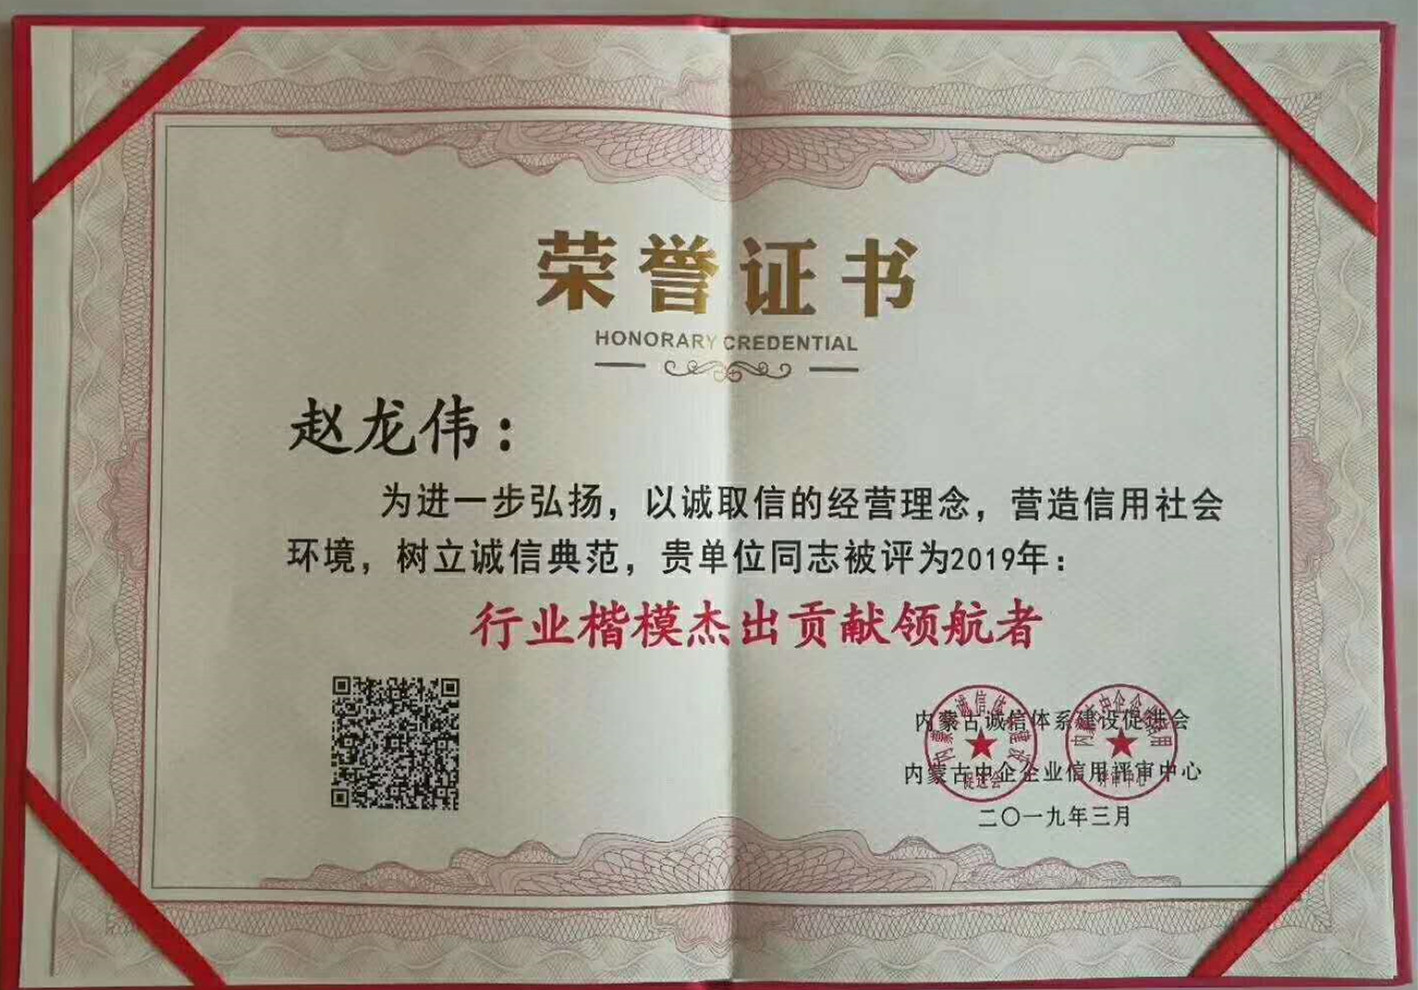 荣誉证书
HONORARY CREDENTIAL
赵龙伟：
为进一步弘扬，以诚取信的经营理念，营造信用社会
环境，树立诚信典范，贵单位同志被评为2019年：
行业楷模杰出贡献领航者
内蒙古诚信体系建设促进会
内蒙古中企企业信用评审中心
二〇一九年三月